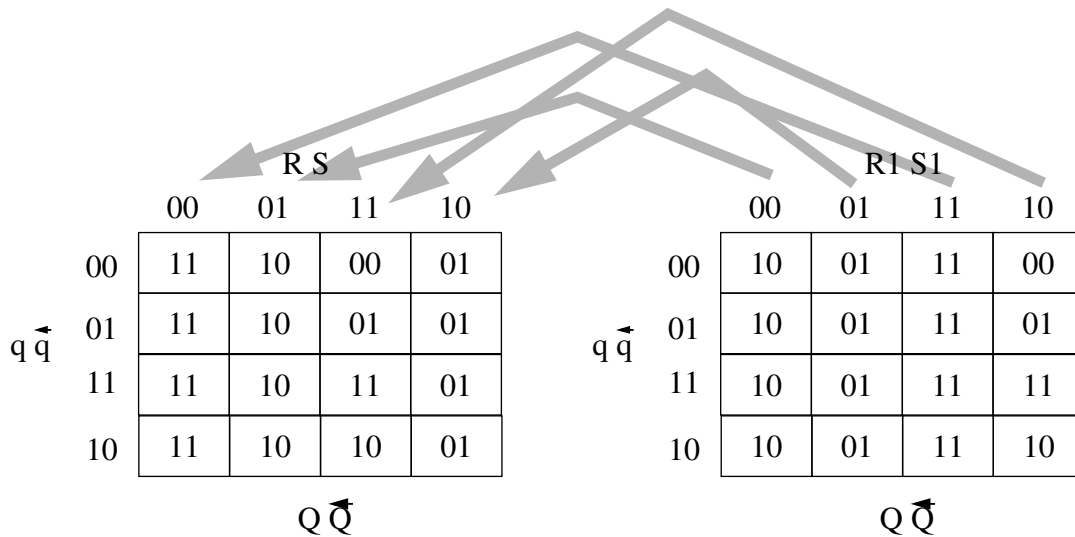 R S R1 S1
00 01 11 10 00 01 11 10
00 11 10 00 01 00 10 01 11 00
01 11 10 01 01 01 10 01 11 01
q q q q
11 11 10 11 01 11 10 01 11 11
10 11 10 10 01 10 10 01 11 10
Q Q Q Q